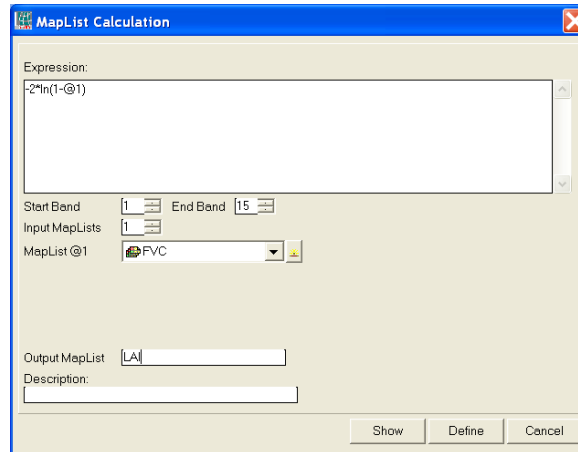 MapList Calculation
Expression:
-2*ln(1-@1)
Start Band 1 End Band 15
Input MapLists 1
MapList @1 FVC
Output MapList LAI
Description:
Show Define Cancel